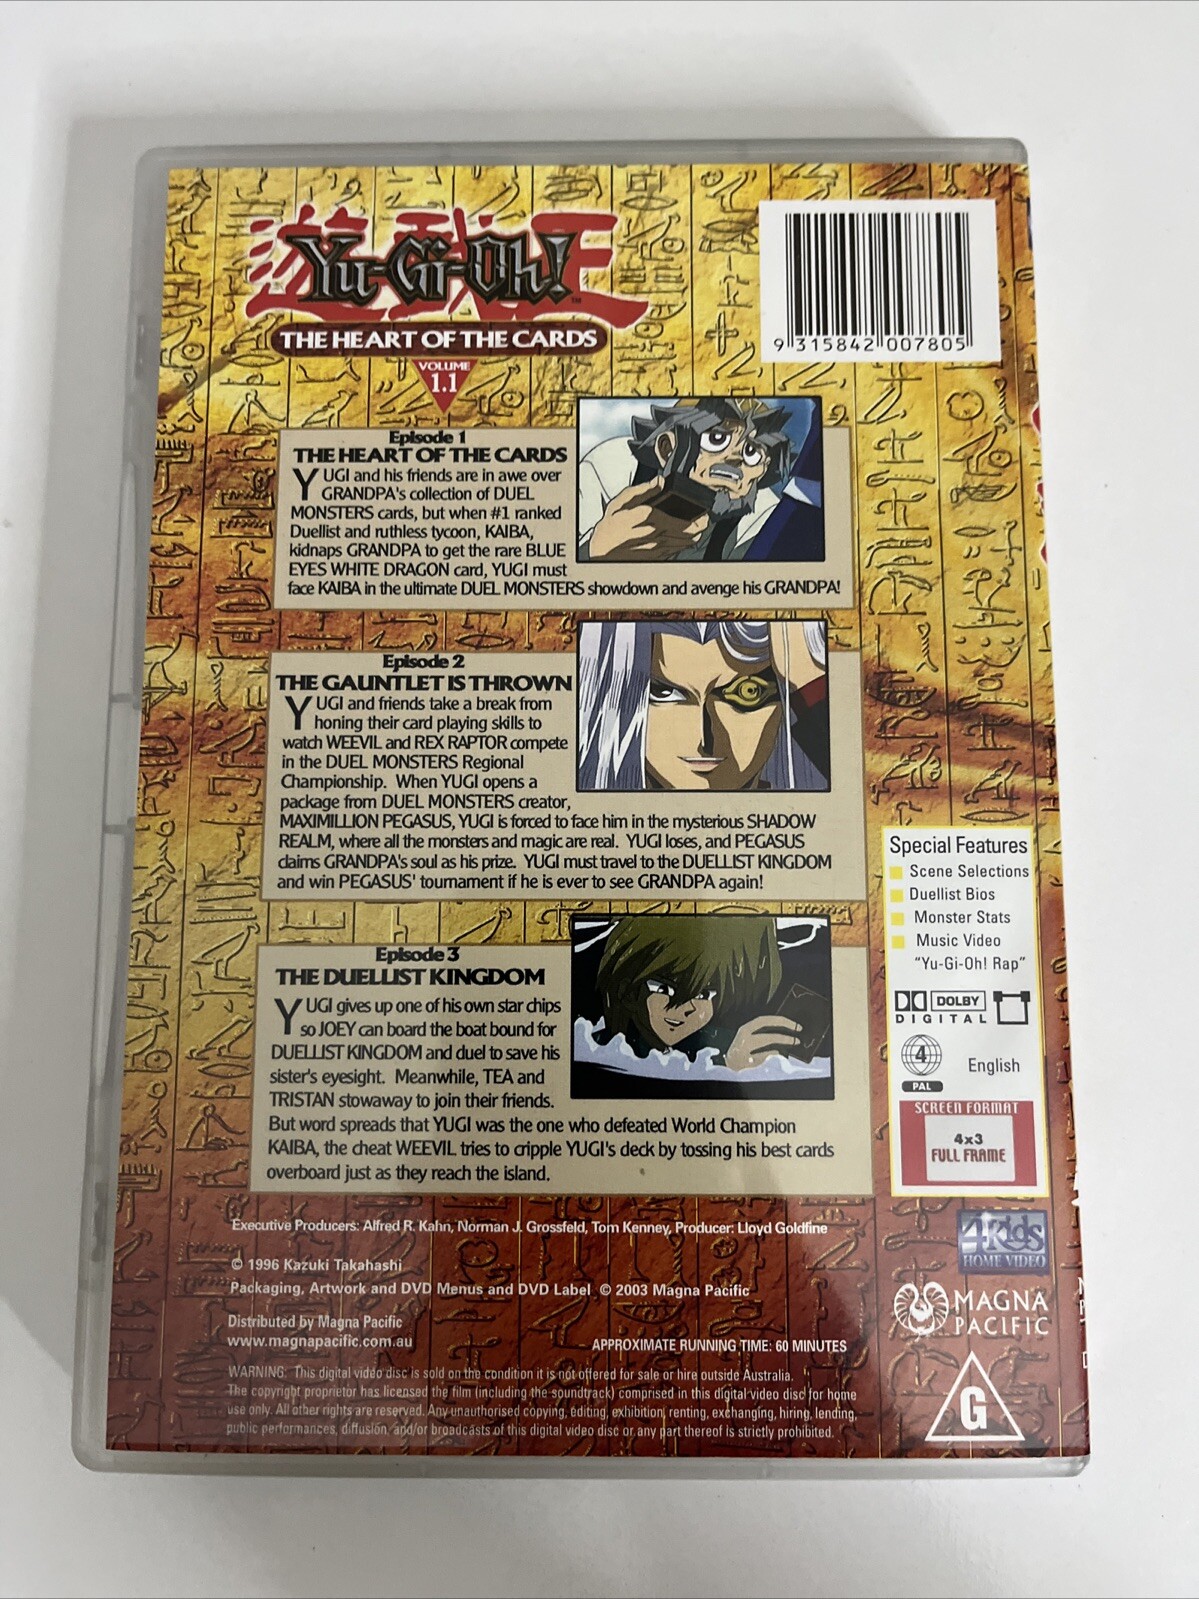 遊戯王
Yu-Gi-Oh!™
THE HEART OF THE CARDS
VOLUME
1.1
9 315842 007805
Episode 1
THE HEART OF THE CARDS
YUGI and his friends are in awe over
GRANDPA's collection of DUEL
MONSTERS cards, but when #1 ranked
Duellist and ruthless tycoon, KAIBA,
kidnaps GRANDPA to get the rare BLUE
EYES WHITE DRAGON card, YUGI must
face KAIBA in the ultimate DUEL MONSTERS showdown and avenge his GRANDPA!
Episode 2
THE GAUNTLET IS THROWN
YUGI and friends take a break from
honing their card playing skills to
watch WEEVIL and REX RAPTOR compete
in the DUEL MONSTERS Regional
Championship. When YUGI opens a
package from DUEL MONSTERS creator,
MAXIMILLION PEGASUS, YUGI is forced to face him in the mysterious SHADOW
REALM, where all the monsters and magic are real. YUGI loses, and PEGASUS
claims GRANDPA's soul as his prize. YUGI must travel to the DUELLIST KINGDOM
and win PEGASUS' tournament if he is ever to see GRANDPA again!
Episode 3
THE DUELLIST KINGDOM
YUGI gives up one of his own star chips
so JOEY can board the boat bound for
DUELLIST KINGDOM and duel to save his
sister's eyesight. Meanwhile, TEA and
TRISTAN stowaway to join their friends.
But word spreads that YUGI was the one who defeated World Champion
KAIBA, the cheat WEEVIL tries to cripple YUGI's deck by tossing his best cards
overboard just as they reach the island.
Special Features
Scene Selections
Duellist Bios
Monster Stats
Music Video
"Yu-Gi-Oh! Rap"
DOLBY
DIGITAL
4
PAL
English
SCREEN FORMAT
4x3
FULL FRAME
Executive Producers: Alfred R. Kahn, Norman J. Grossfeld, Tom Kenney, Producer: Lloyd Goldfine
© 1996 Kazuki Takahashi
Packaging, Artwork and DVD Menus and DVD Label © 2003 Magna Pacific
Distributed by Magna Pacific
www.magnapacific.com.au
APPROXIMATE RUNNING TIME: 60 MINUTES
WARNING: This digital video disc is sold on the condition it is not offered for sale or hire outside Australia.
The copyright proprietor has licensed the film (including the soundtrack) comprised in this digital video disc for home
use only. All other rights are reserved. Any unauthorised copying, editing, exhibition, renting, exchanging, hiring, lending,
public performances, diffusion, and/or broadcasts of this digital video disc or any part thereof is strictly prohibited.
4Kids
HOME VIDEO
MAGNA
PACIFIC
G